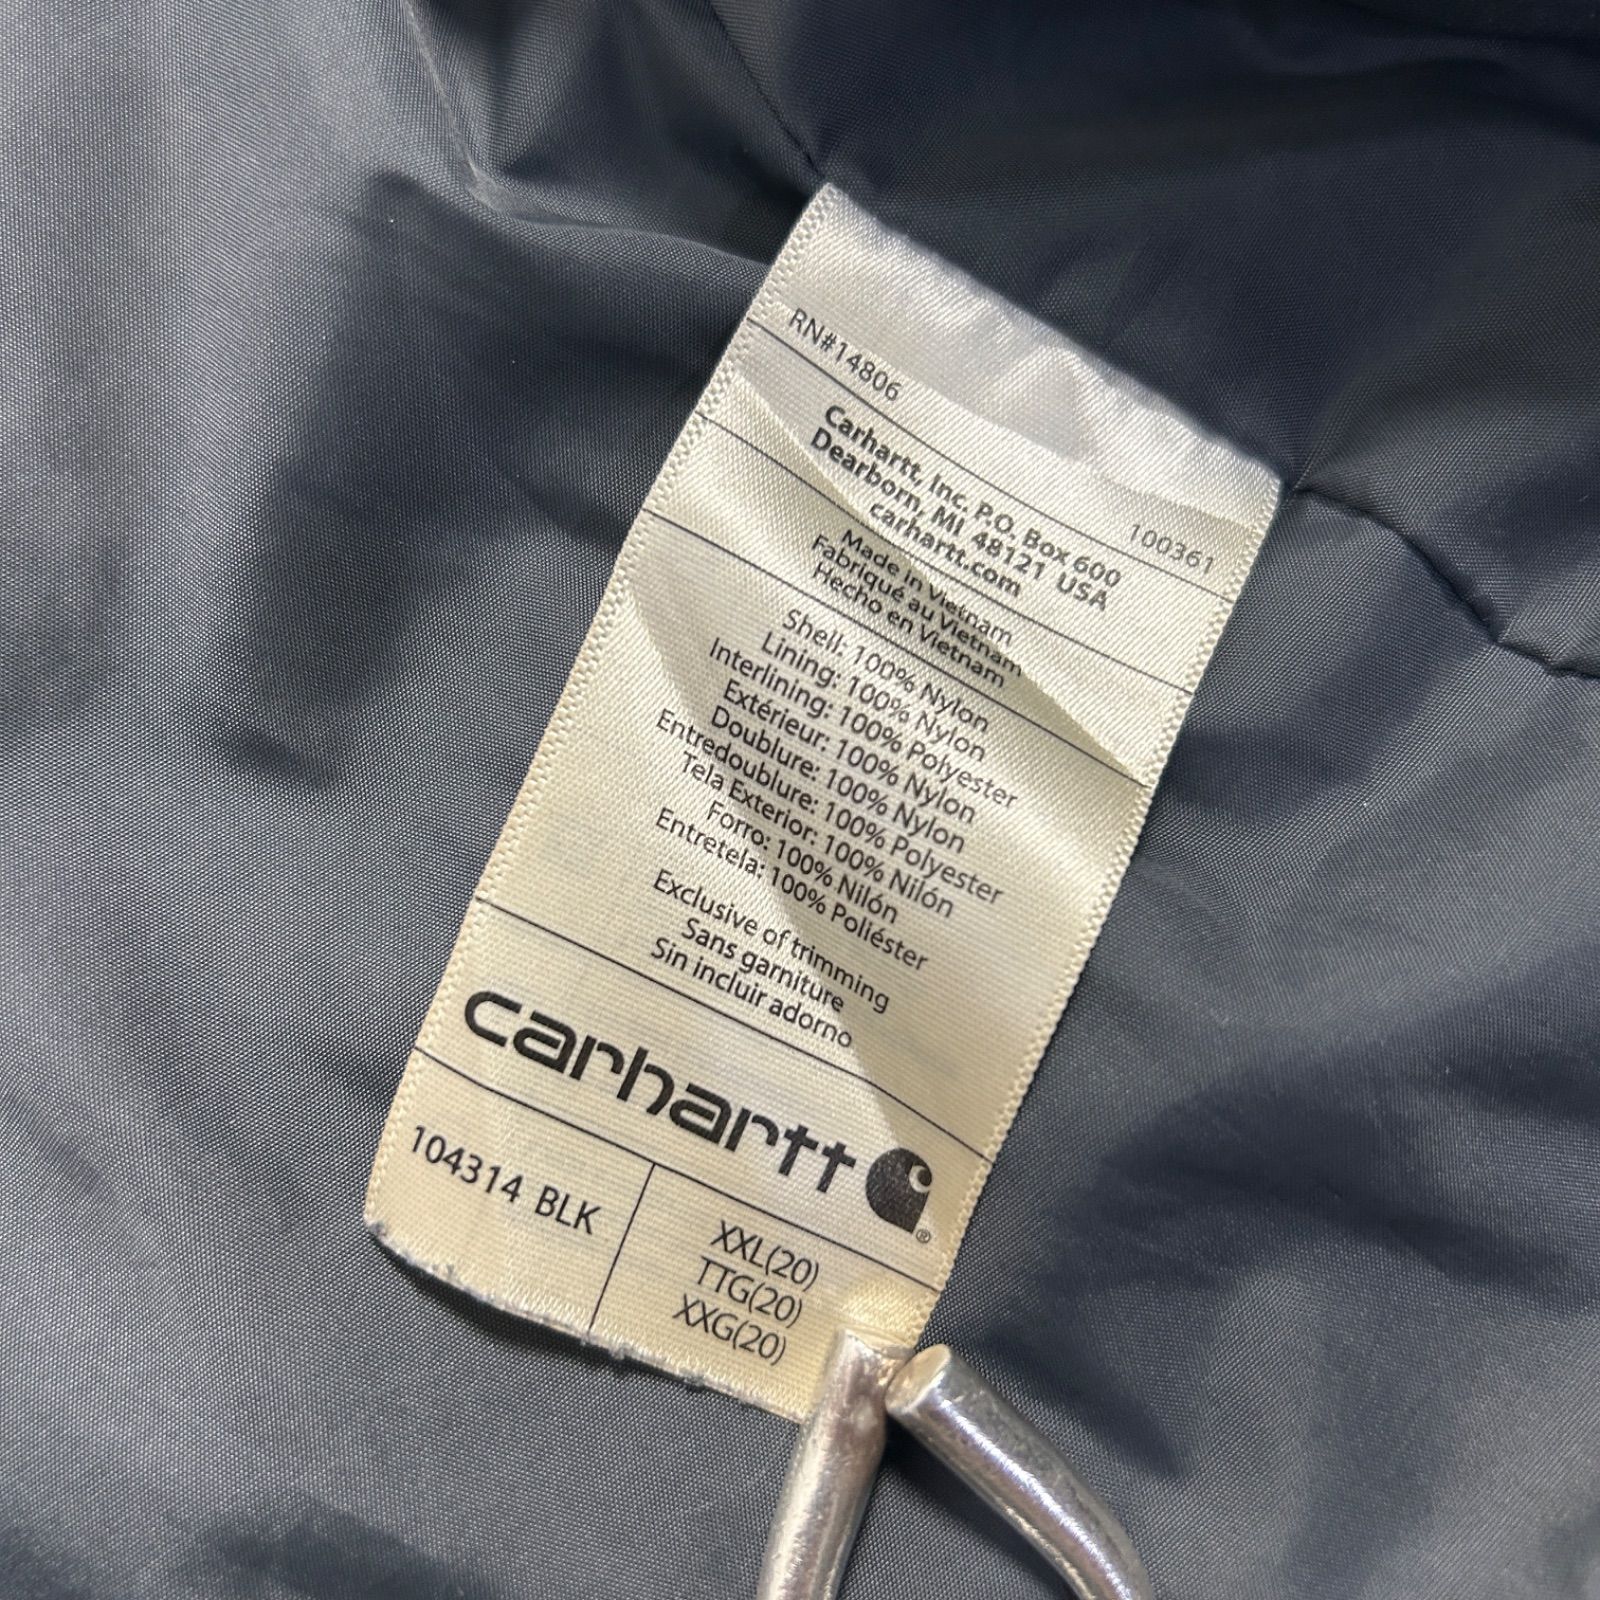 RN#14806 100361
Carhartt, Inc. P.O. Box 600
Dearborn, MI 48121 USA
carhartt.com
Made in Vietnam
Fabriqué au Vietnam
Hecho en Vietnam
Shell: 100% Nylon
Lining: 100% Nylon
Interlining: 100% Polyester
Extérieur: 100% Nylon
Doublure: 100% Nylon
Entredoublure: 100% Polyester
Tela Exterior: 100% Nilón
Forro: 100% Nilón
Entretela: 100% Poliéster
Exclusive of trimming
Sans garniture
Sin incluir adorno
carhartt ®
104314 BLK
XXL(20)
TTG(20)
XXG(20)